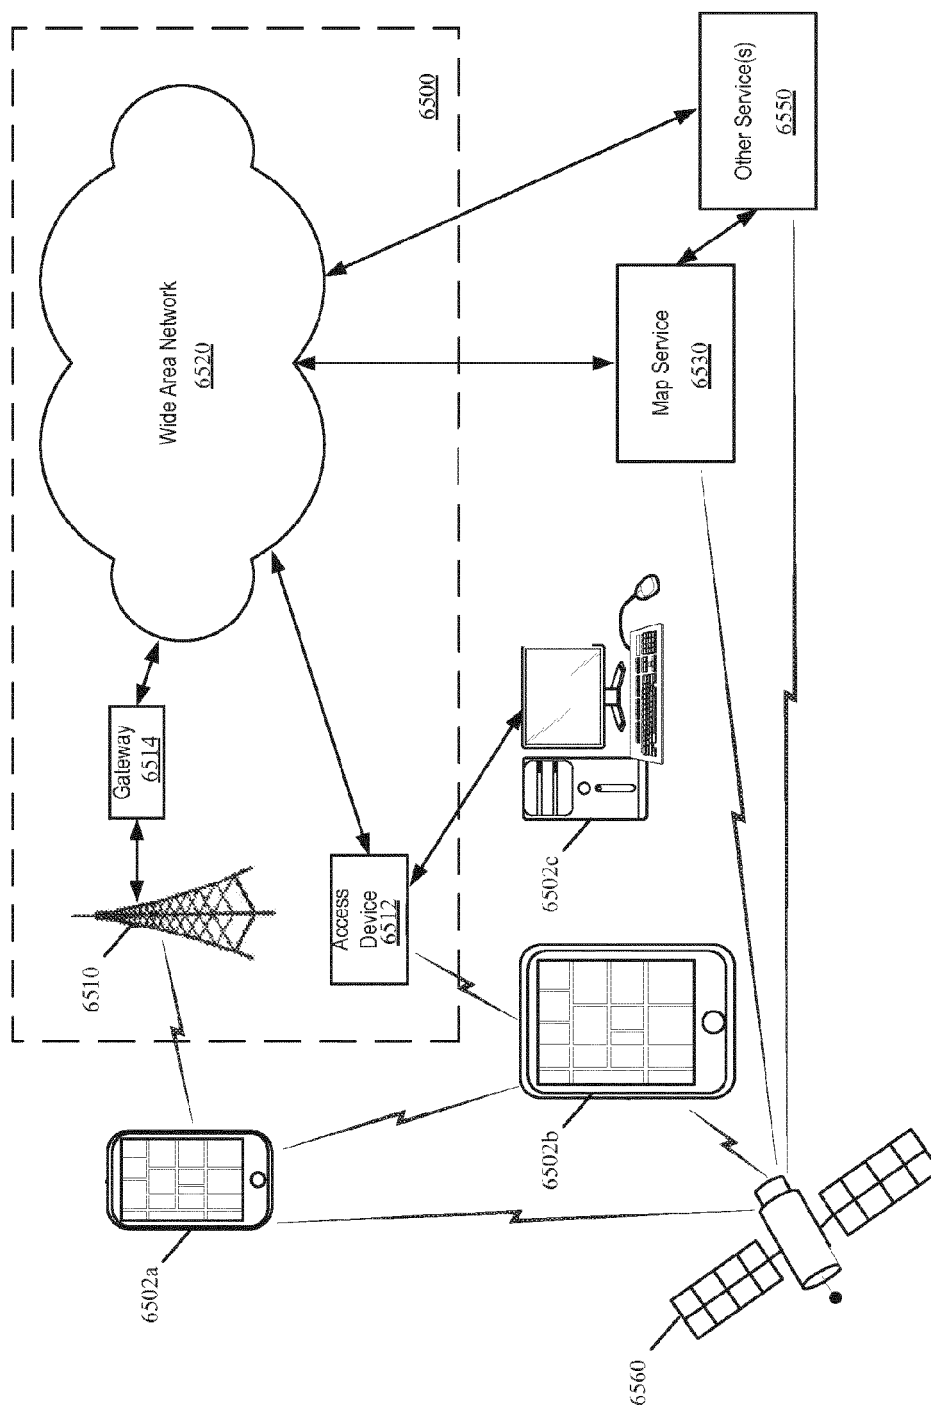 6502a
6510
Gateway
6514
Wide Area Network
6520
6500
Access
Device
6512
6502b
6502c
Map Service
6530
Other Service(s)
6550
6560